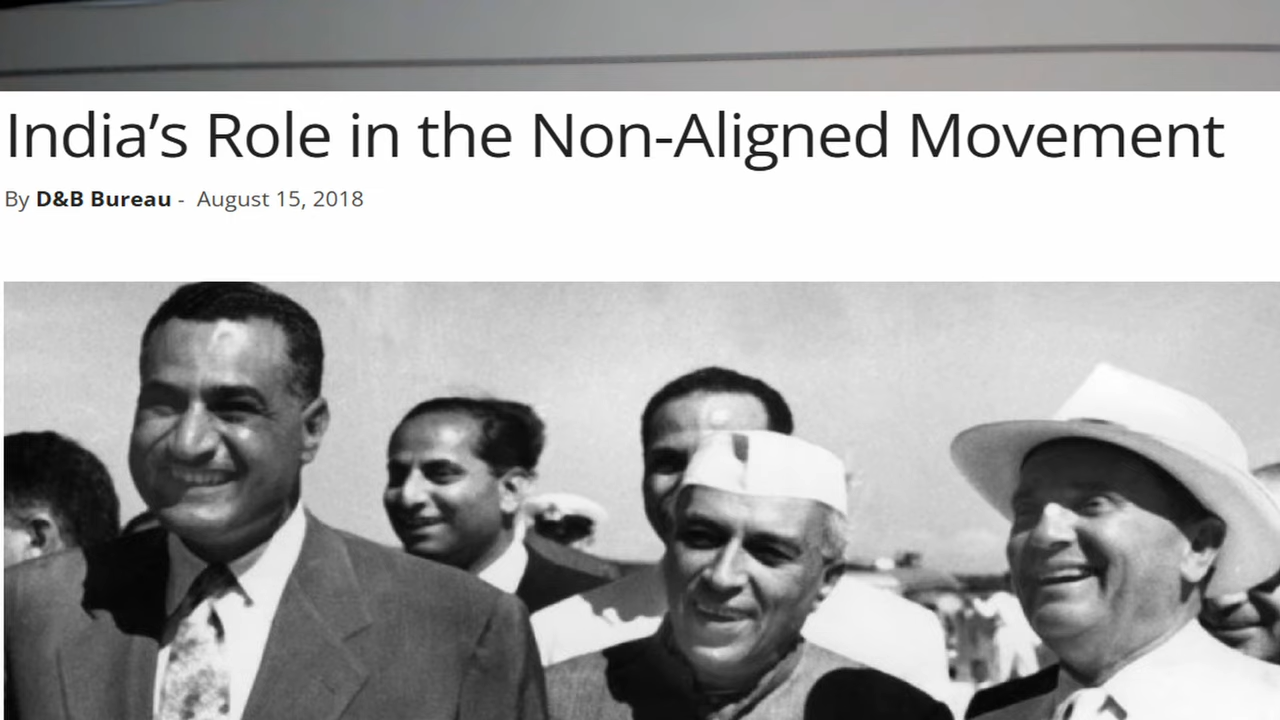 India’s Role in the Non-Aligned Movement
By D&B Bureau - August 15, 2018